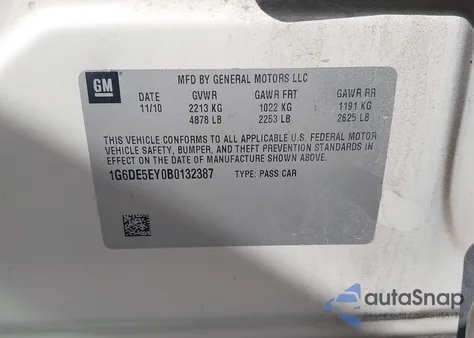 GM
MFD BY GENERAL MOTORS LLC
DATE GVWR GAWR FRT GAWR RR
11/10 2213 KG 1022 KG 1191 KG
4878 LB 2253 LB 2625 LB
THIS VEHICLE CONFORMS TO ALL APPLICABLE U.S. FEDERAL MOTOR
VEHICLE SAFETY, BUMPER, AND THEFT PREVENTION STANDARDS IN
EFFECT ON THE DATE OF MANUFACTURE SHOWN ABOVE.
1G6DE5EY0B0132387 TYPE: PASS CAR
autoSnap